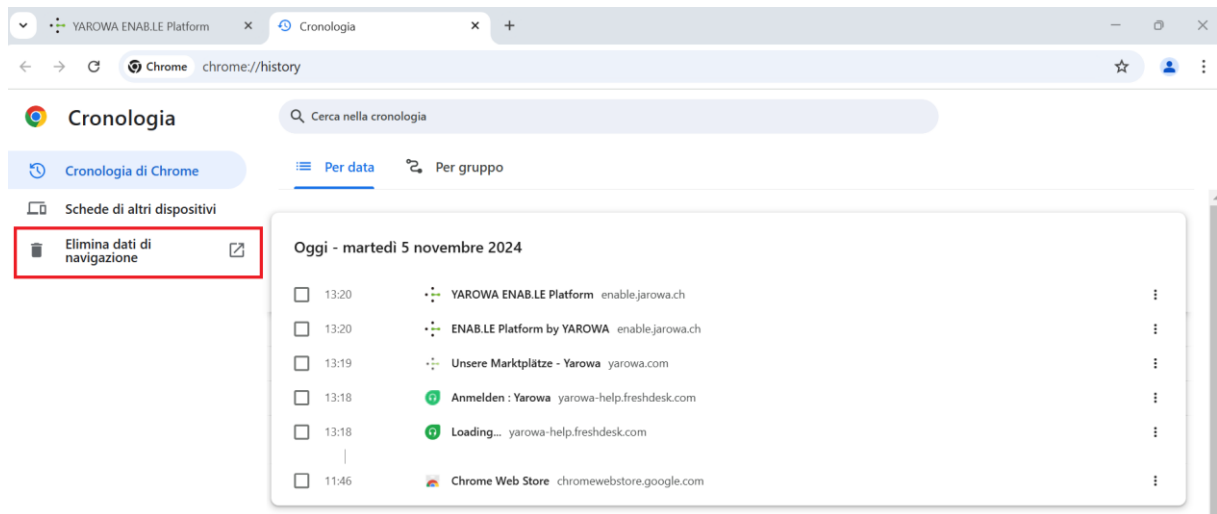 YAROWA ENAB.LE Platform
Cronologia
Chrome chrome://history
Cronologia
Cerca nella cronologia
Cronologia di Chrome
Per data
Per gruppo
Schede di altri dispositivi
Elimina dati di
navigazione
Oggi - martedì 5 novembre 2024
13:20 YAROWA ENAB.LE Platform enable.jarowa.ch
13:20 ENAB.LE Platform by YAROWA enable.jarowa.ch
13:19 Unsere Marktplätze - Yarowa yarowa.com
13:18 Anmelden : Yarowa yarowa-help.freshdesk.com
13:18 Loading... yarowa-help.freshdesk.com
11:46 Chrome Web Store chromewebstore.google.com